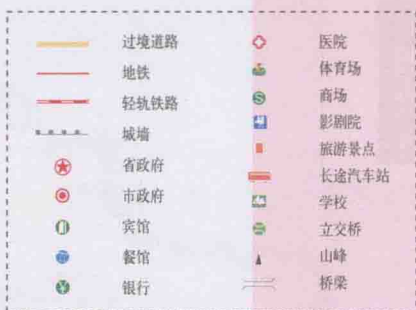 过境道路
地铁
轻轨铁路
城墙
省政府
市政府
宾馆
餐馆
银行
医院
体育场
商场
影剧院
旅游景点
长途汽车站
学校
立交桥
山峰
桥梁